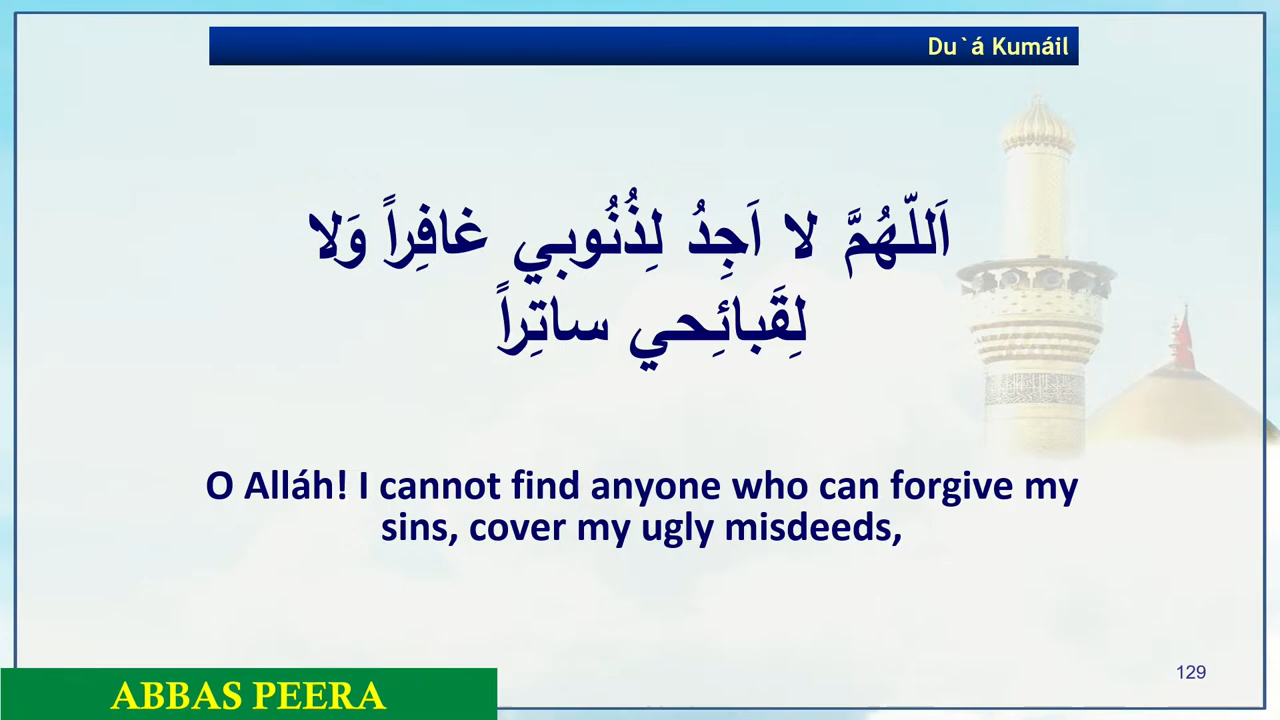 Du`á Kumáil
اَللّهُمَّ لا اَجِدُ لِذُنُوبي غافِراً وَلا
لِقَبائِحي ساتِراً
O Alláh! I cannot find anyone who can forgive my
sins, cover my ugly misdeeds,
129
ABBAS PEERA